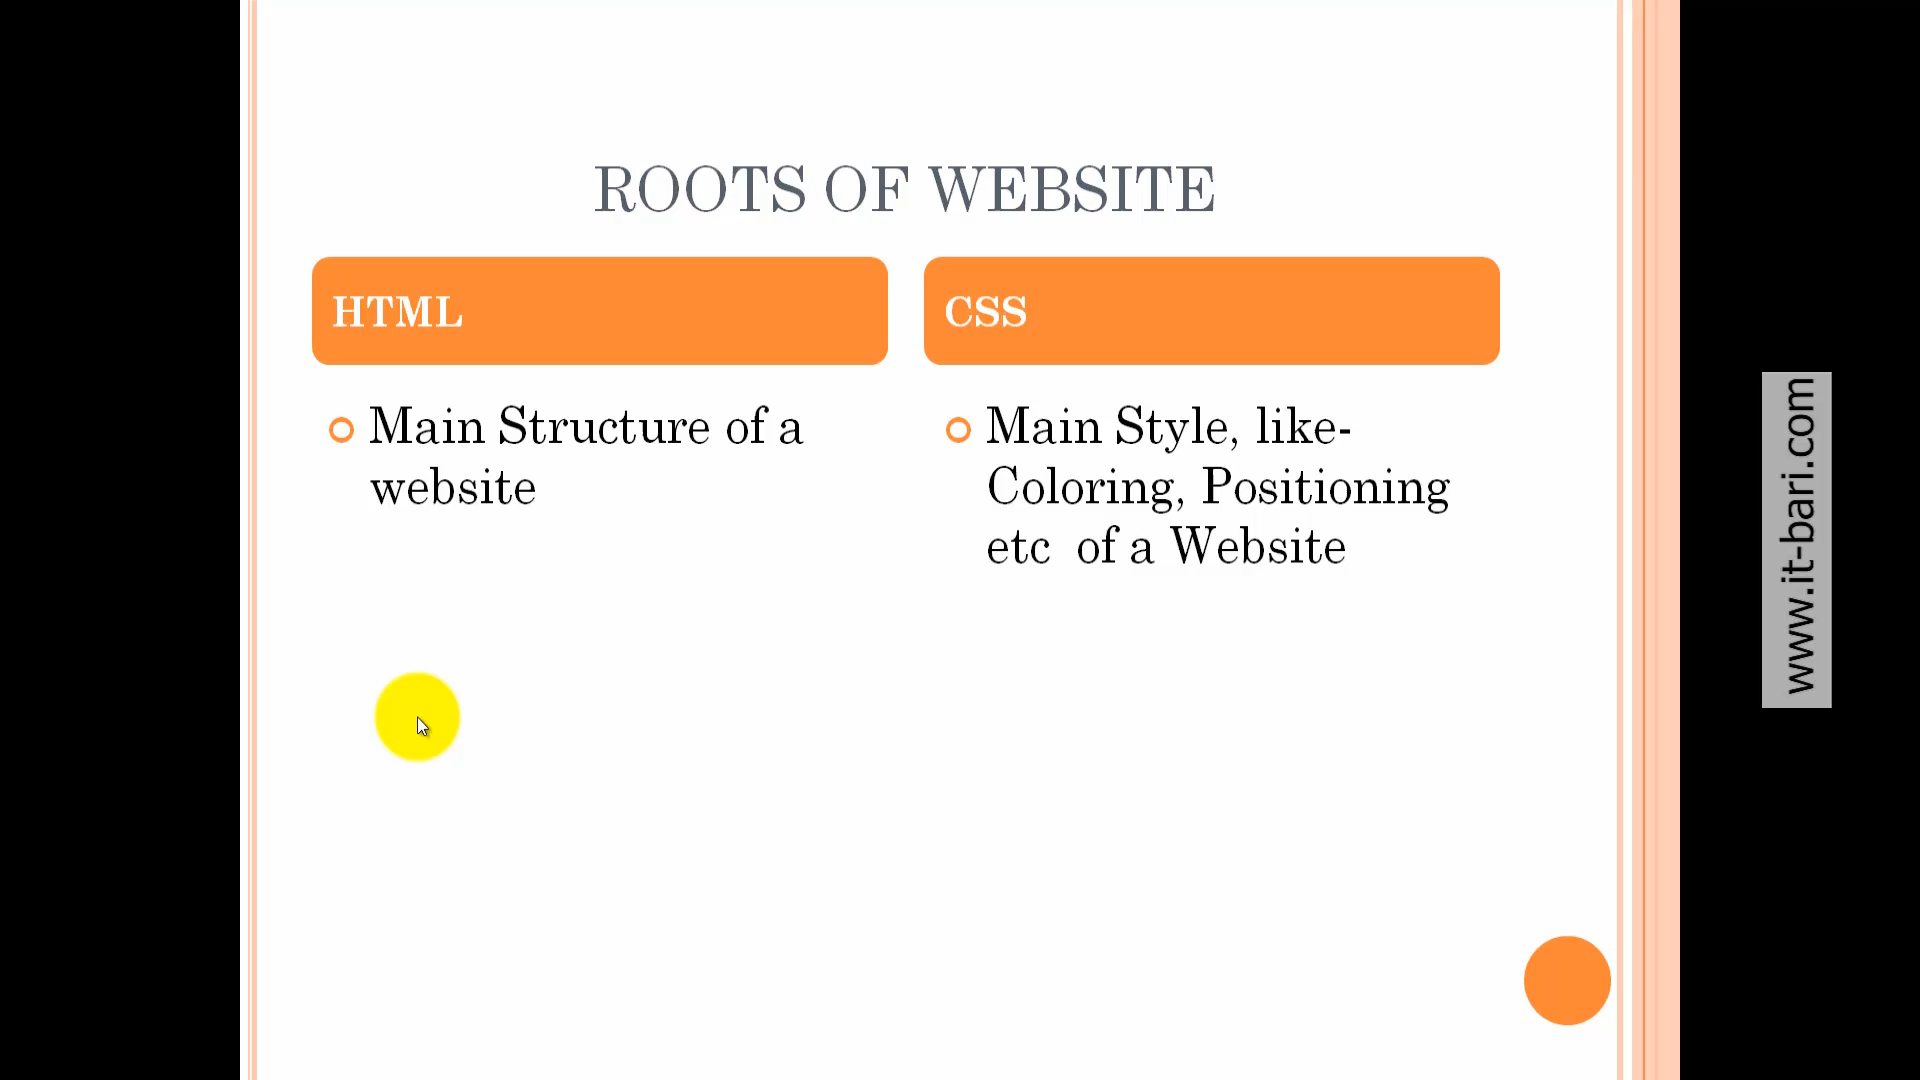 ROOTS OF WEBSITE
HTML
Main Structure of a
website
CSS
Main Style, like-
Coloring, Positioning
etc  of a Website
www.it-bari.com